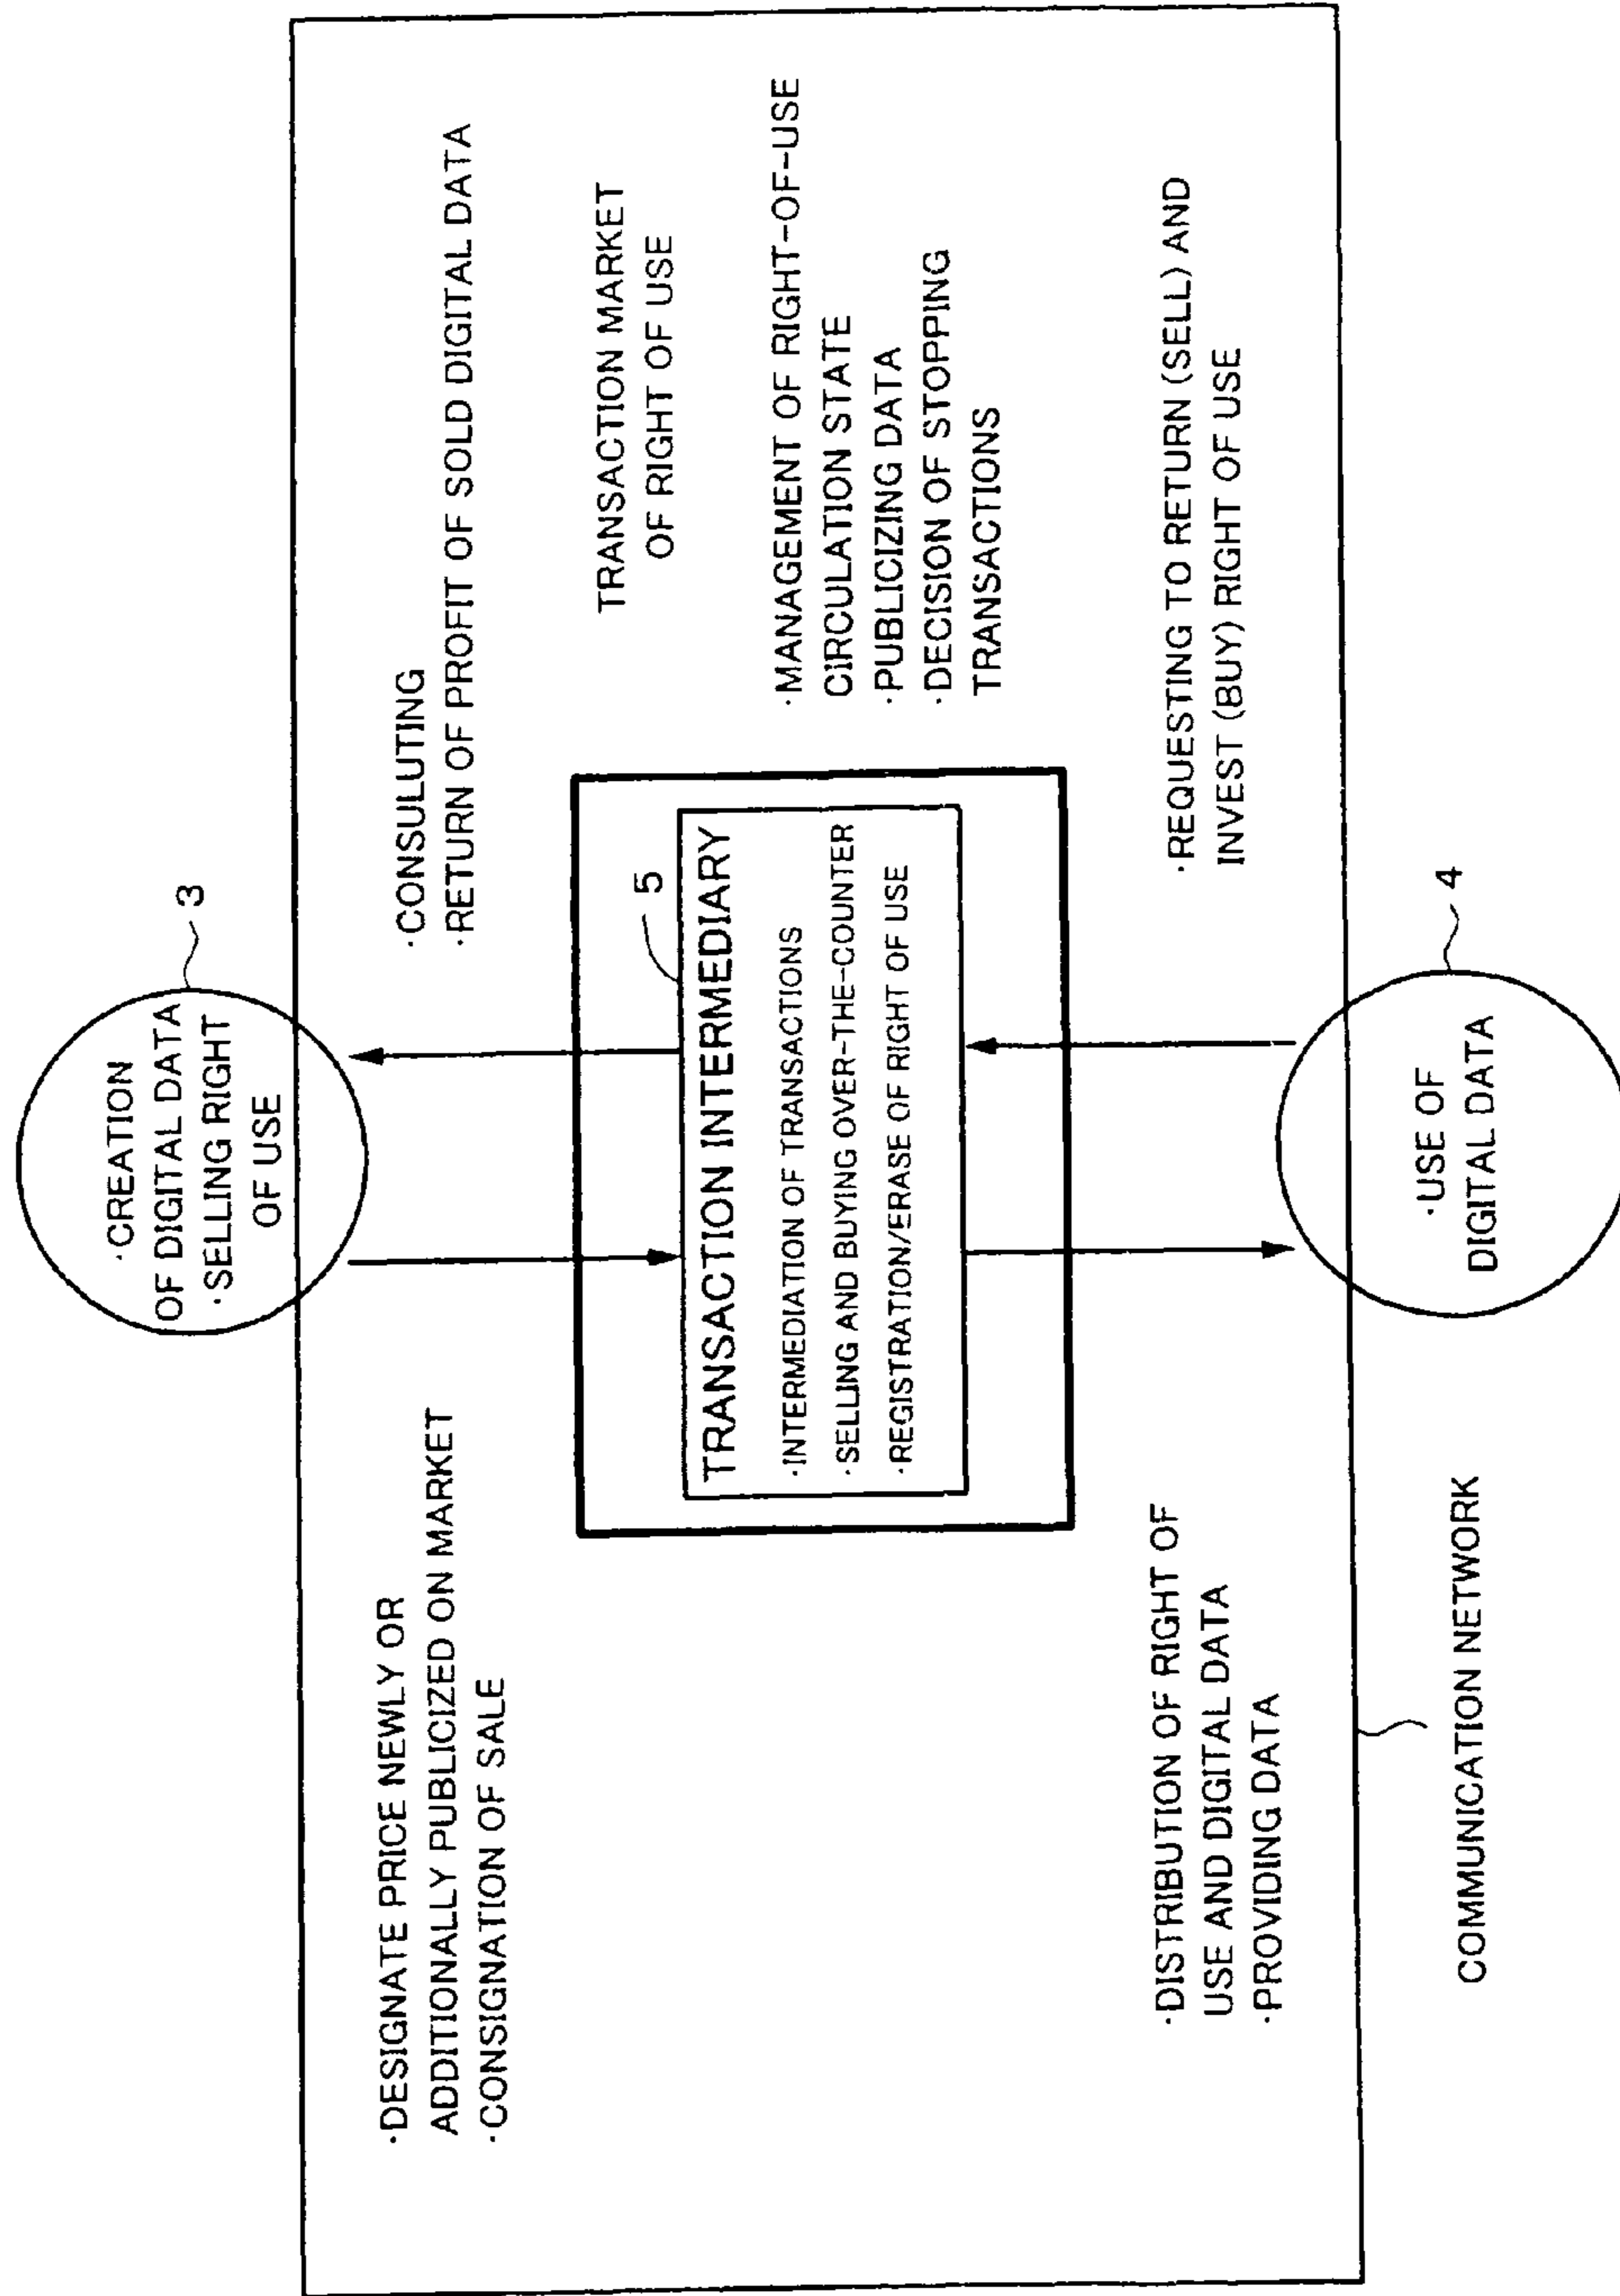 ·CREATION
OF DIGITAL DATA
·SELLING RIGHT
OF USE
3
·DESIGNATE PRICE NEWLY OR
ADDITIONALLY PUBLICIZED ON MARKET
·CONSIGNATION OF SALE
·CONSULUTING
·RETURN OF PROFIT OF SOLD DIGITAL DATA
5
TRANSACTION INTERMEDIARY
·INTERMEDIATION OF TRANSACTIONS
·SELLING AND BUYING OVER-THE-COUNTER
·REGISTRATION/ERASE OF RIGHT OF USE
TRANSACTION MARKET
OF RIGHT OF USE
·MANAGEMENT OF RIGHT-OF-USE
CIRCULATION STATE
·PUBLICIZING DATA
·DECISION OF STOPPING
TRANSACTIONS
·DISTRIBUTION OF RIGHT OF
USE AND DIGITAL DATA
·PROVIDING DATA
·REQUESTING TO RETURN (SELL) AND
INVEST (BUY) RIGHT OF USE
4
·USE OF
DIGITAL DATA
COMMUNICATION NETWORK